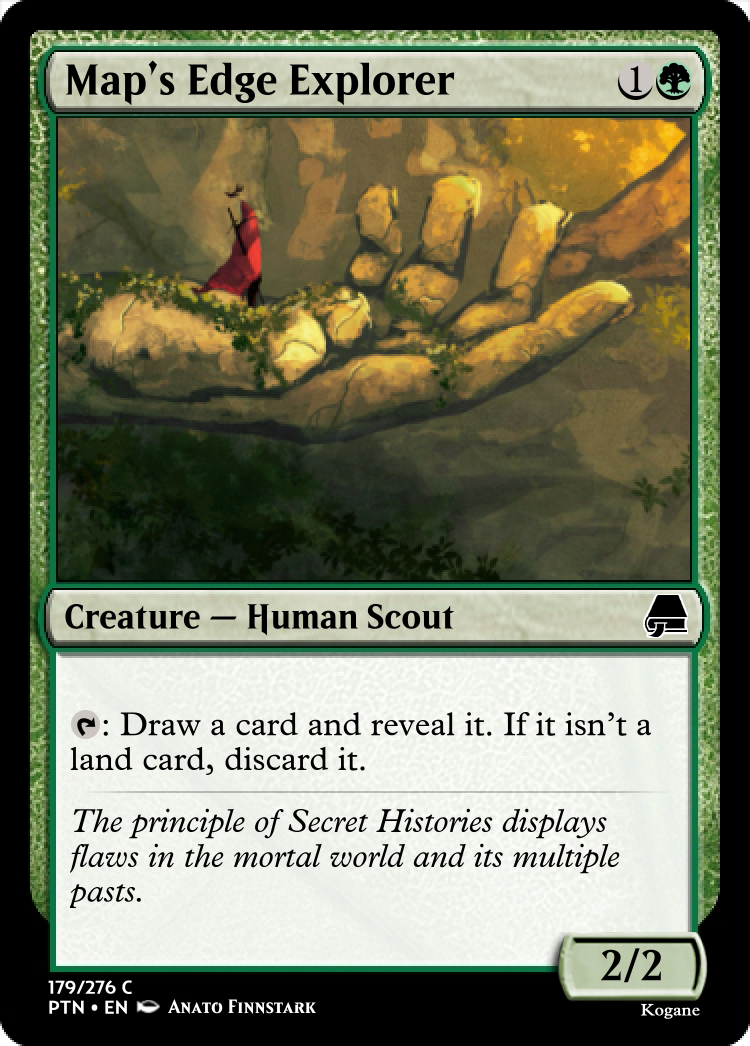 Map's Edge Explorer 1
Creature — Human Scout
: Draw a card and reveal it. If it isn't a
land card, discard it.
The principle of Secret Histories displays
flaws in the mortal world and its multiple
pasts.
2/2
179/276 C
PTN • EN Anato Finnstark
Kogane